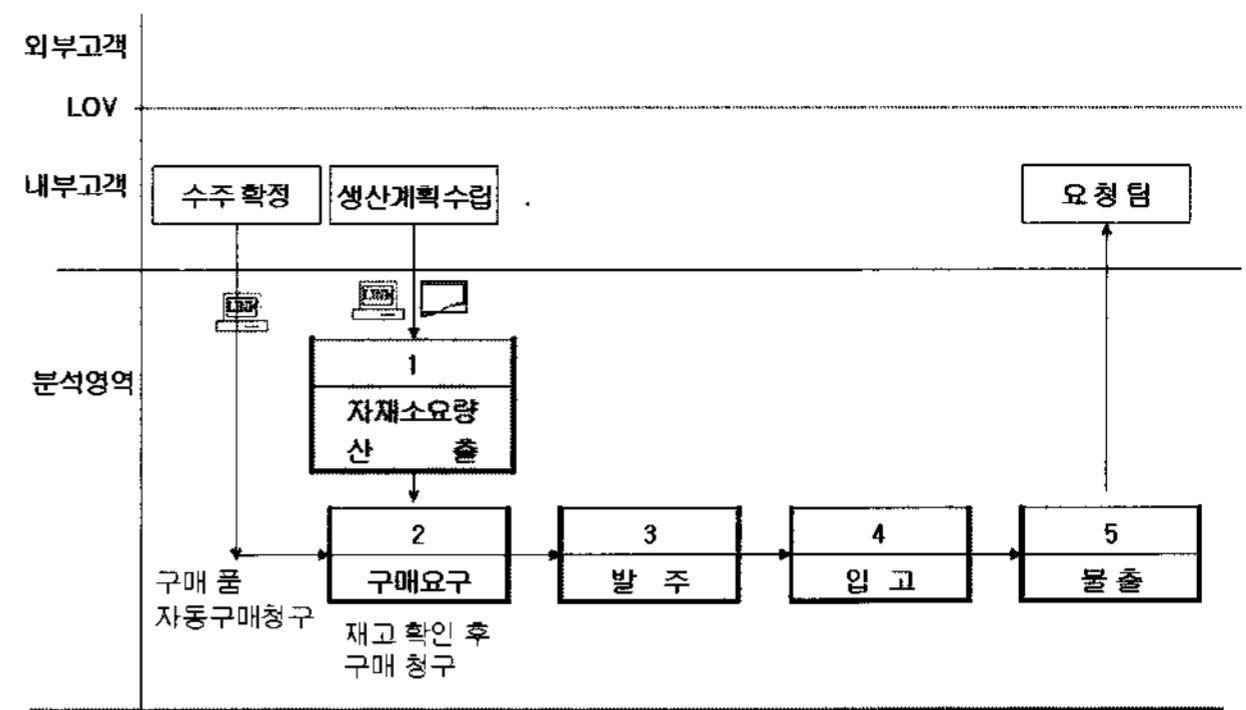 외부고객
LOV
내부고객
수주 확정
생산계획수립
요청팀
분석영역
1
자재소요량
산 출
2
구매요구
3
발 주
4
입 고
5
불출
구매 품
자동구매청구
재고 확인 후
구매 청구